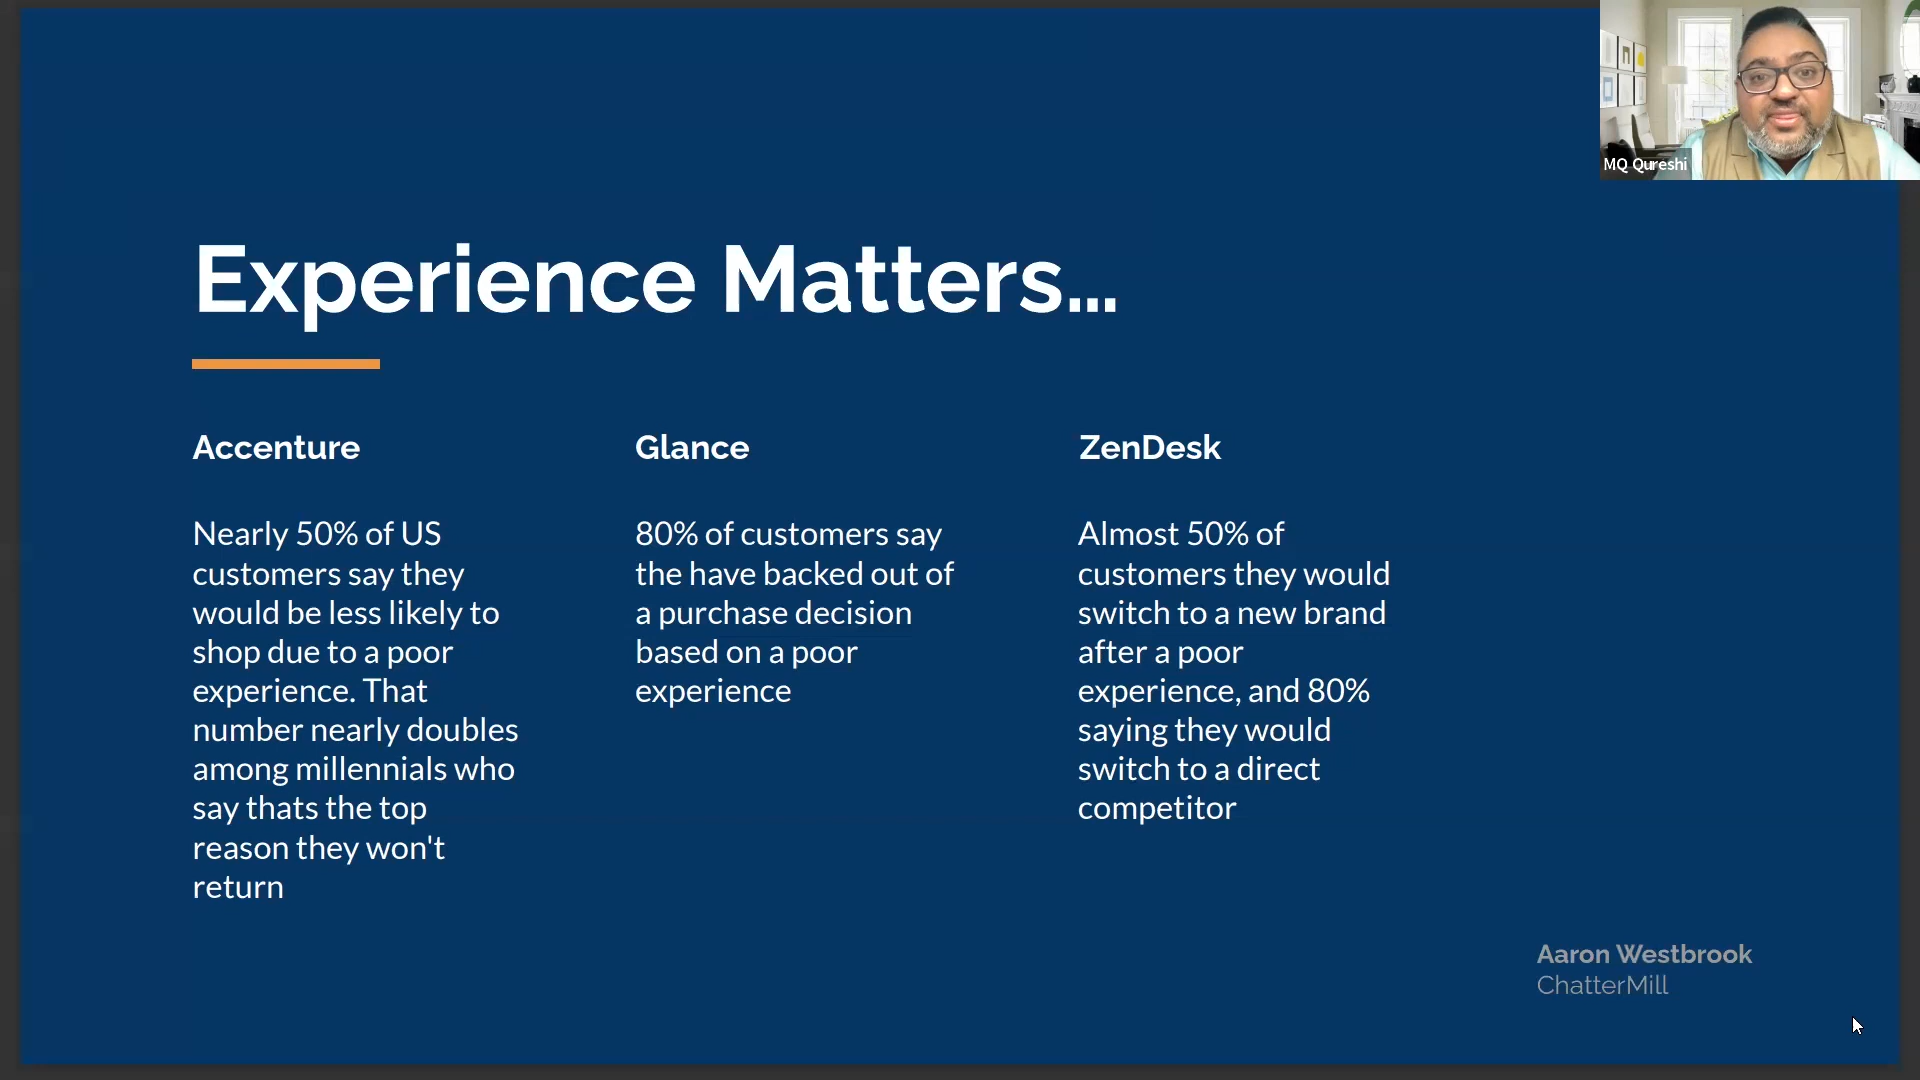 MQ Qureshi
Experience Matters...
Accenture
Nearly 50% of US
customers say they
would be less likely to
shop due to a poor
experience. That
number nearly doubles
among millennials who
say thats the top
reason they won't
return
Glance
80% of customers say
the have backed out of
a purchase decision
based on a poor
experience
ZenDesk
Almost 50% of
customers they would
switch to a new brand
after a poor
experience, and 80%
saying they would
switch to a direct
competitor
Aaron Westbrook
ChatterMill